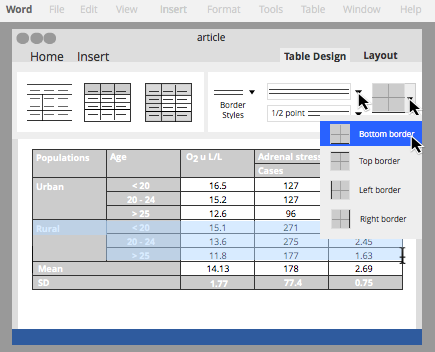 Word File Edit View Insert Format Tools Table Window Help
article
Home Insert Table Design Layout
Border Styles
1/2 point
Bottom border
Top border
Left border
Right border
Populations Age O2 u L/L Adrenal stress
Cases
Urban < 20 16.5 127
20 - 24 15.2 127
> 25 12.6 96
Rural < 20 15.1 271
20 - 24 13.6 275 2.45
> 25 11.8 177 1.63
Mean 14.13 178 2.69
SD 1.77 77.4 0.75